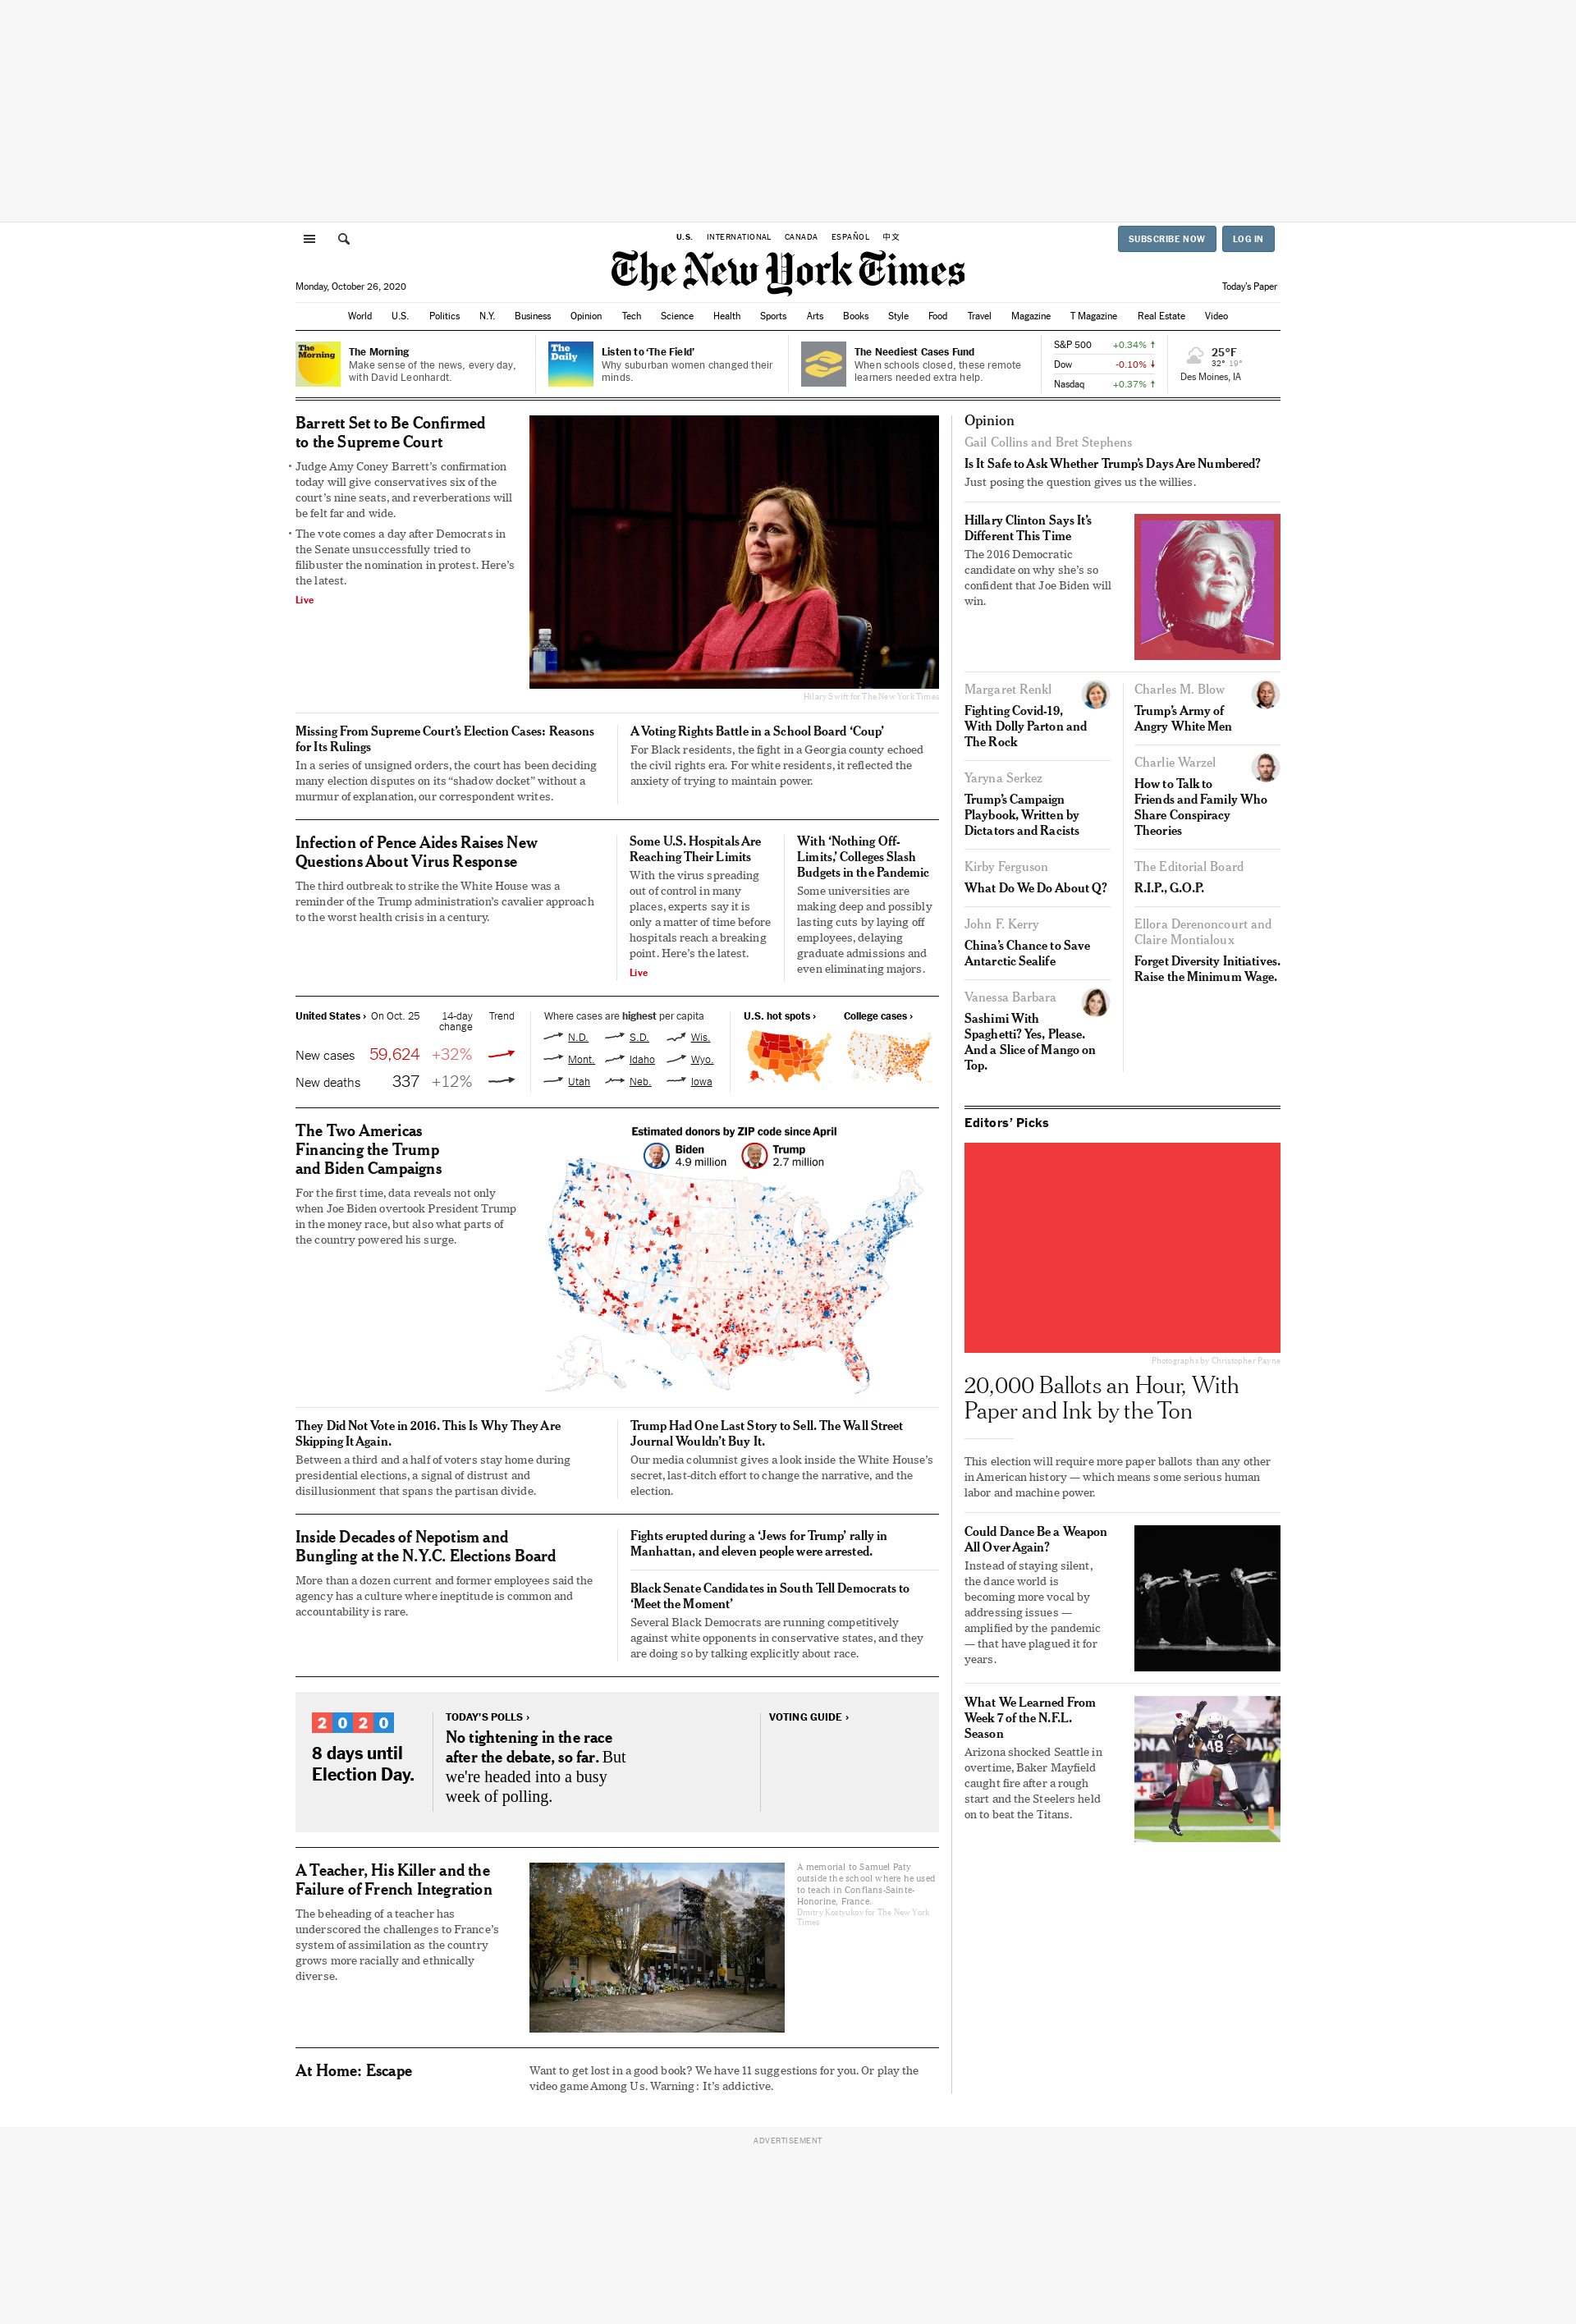 U.S. INTERNATIONAL CANADA ESPAÑOL 中文
SUBSCRIBE NOW LOG IN
The New York Times
Monday, October 26, 2020
Today's Paper
World U.S. Politics N.Y. Business Opinion Tech Science Health Sports Arts Books Style Food Travel Magazine T Magazine Real Estate Video
The Morning
The Morning
Make sense of the news, every day,
with David Leonhardt.
The Daily
Listen to ‘The Field’
Why suburban women changed their
minds.
The Neediest Cases Fund
When schools closed, these remote
learners needed extra help.
S&P 500 +0.34% ↑
Dow -0.10% ↓
Nasdaq +0.37% ↑
25°F
32° 19°
Des Moines, IA
Barrett Set to Be Confirmed
to the Supreme Court
• Judge Amy Coney Barrett’s confirmation
today will give conservatives six of the
court’s nine seats, and reverberations will
be felt far and wide.
• The vote comes a day after Democrats in
the Senate unsuccessfully tried to
filibuster the nomination in protest. Here’s
the latest.
Live
Hilary Swift for The New York Times
Missing From Supreme Court’s Election Cases: Reasons
for Its Rulings
In a series of unsigned orders, the court has been deciding
many election disputes on its “shadow docket” without a
murmur of explanation, our correspondent writes.
A Voting Rights Battle in a School Board ‘Coup’
For Black residents, the fight in a Georgia county echoed
the civil rights era. For white residents, it reflected the
anxiety of trying to maintain power.
Infection of Pence Aides Raises New
Questions About Virus Response
The third outbreak to strike the White House was a
reminder of the Trump administration’s cavalier approach
to the worst health crisis in a century.
Some U.S. Hospitals Are
Reaching Their Limits
With the virus spreading
out of control in many
places, experts say it is
only a matter of time before
hospitals reach a breaking
point. Here’s the latest.
Live
With ‘Nothing Off-
Limits,’ Colleges Slash
Budgets in the Pandemic
Some universities are
making deep and possibly
lasting cuts by laying off
employees, delaying
graduate admissions and
even eliminating majors.
United States › On Oct. 25 14-day Trend
change
New cases 59,624 +32%
New deaths 337 +12%
Where cases are highest per capita
N.D. S.D. Wis.
Mont. Idaho Wyo.
Utah Neb. Iowa
U.S. hot spots ›
College cases ›
The Two Americas
Financing the Trump
and Biden Campaigns
For the first time, data reveals not only
when Joe Biden overtook President Trump
in the money race, but also what parts of
the country powered his surge.
Estimated donors by ZIP code since April
Biden
4.9 million
Trump
2.7 million
They Did Not Vote in 2016. This Is Why They Are
Skipping It Again.
Between a third and a half of voters stay home during
presidential elections, a signal of distrust and
disillusionment that spans the partisan divide.
Trump Had One Last Story to Sell. The Wall Street
Journal Wouldn’t Buy It.
Our media columnist gives a look inside the White House’s
secret, last-ditch effort to change the narrative, and the
election.
Inside Decades of Nepotism and
Bungling at the N.Y.C. Elections Board
More than a dozen current and former employees said the
agency has a culture where ineptitude is common and
accountability is rare.
Fights erupted during a ‘Jews for Trump’ rally in
Manhattan, and eleven people were arrested.
Black Senate Candidates in South Tell Democrats to
‘Meet the Moment’
Several Black Democrats are running competitively
against white opponents in conservative states, and they
are doing so by talking explicitly about race.
2020
8 days until
Election Day.
TODAY’S POLLS ›
No tightening in the race
after the debate, so far. But
we're headed into a busy
week of polling.
VOTING GUIDE ›
A Teacher, His Killer and the
Failure of French Integration
The beheading of a teacher has
underscored the challenges to France’s
system of assimilation as the country
grows more racially and ethnically
diverse.
A memorial to Samuel Paty
outside the school where he used
to teach in Conflans-Sainte-
Honorine, France.
Dmitry Kostyukov for The New York
Times
At Home: Escape
Want to get lost in a good book? We have 11 suggestions for you. Or play the
video game Among Us. Warning: It’s addictive.
Opinion
Gail Collins and Bret Stephens
Is It Safe to Ask Whether Trump’s Days Are Numbered?
Just posing the question gives us the willies.
Hillary Clinton Says It’s
Different This Time
The 2016 Democratic
candidate on why she’s so
confident that Joe Biden will
win.
Margaret Renkl
Fighting Covid-19,
With Dolly Parton and
The Rock
Yaryna Serkez
Trump’s Campaign
Playbook, Written by
Dictators and Racists
Kirby Ferguson
What Do We Do About Q?
John F. Kerry
China’s Chance to Save
Antarctic Sealife
Vanessa Barbara
Sashimi With
Spaghetti? Yes, Please.
And a Slice of Mango on
Top.
Charles M. Blow
Trump’s Army of
Angry White Men
Charlie Warzel
How to Talk to
Friends and Family Who
Share Conspiracy
Theories
The Editorial Board
R.I.P., G.O.P.
Ellora Derenoncourt and
Claire Montialoux
Forget Diversity Initiatives.
Raise the Minimum Wage.
Editors’ Picks
Photographs by Christopher Payne
20,000 Ballots an Hour, With
Paper and Ink by the Ton
This election will require more paper ballots than any other
in American history — which means some serious human
labor and machine power.
Could Dance Be a Weapon
All Over Again?
Instead of staying silent,
the dance world is
becoming more vocal by
addressing issues —
amplified by the pandemic
— that have plagued it for
years.
What We Learned From
Week 7 of the N.F.L.
Season
Arizona shocked Seattle in
overtime, Baker Mayfield
caught fire after a rough
start and the Steelers held
on to beat the Titans.
48
ADVERTISEMENT